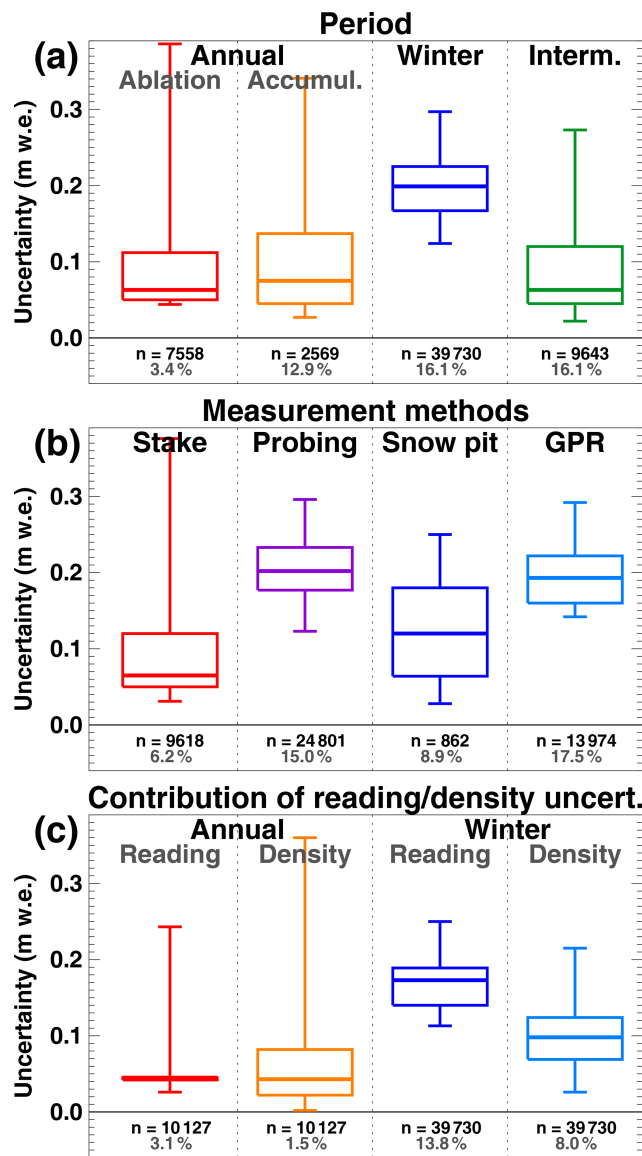 Period
(a) Annual Winter Interm.
Ablation Accumul.
Uncertainty (m w.e.)
0.3
0.2
0.1
0.0
n = 7558 n = 2569 n = 39 730 n = 9643
3.4 % 12.9 % 16.1 % 16.1 %
Measurement methods
(b) Stake Probing Snow pit GPR
Uncertainty (m w.e.)
0.3
0.2
0.1
0.0
n = 9618 n = 24 801 n = 862 n = 13 974
6.2 % 15.0 % 8.9 % 17.5 %
Contribution of reading/density uncert.
(c) Annual Winter
Reading Density Reading Density
Uncertainty (m w.e.)
0.3
0.2
0.1
0.0
n = 10 127 n = 10 127 n = 39 730 n = 39 730
3.1 % 1.5 % 13.8 % 8.0 %